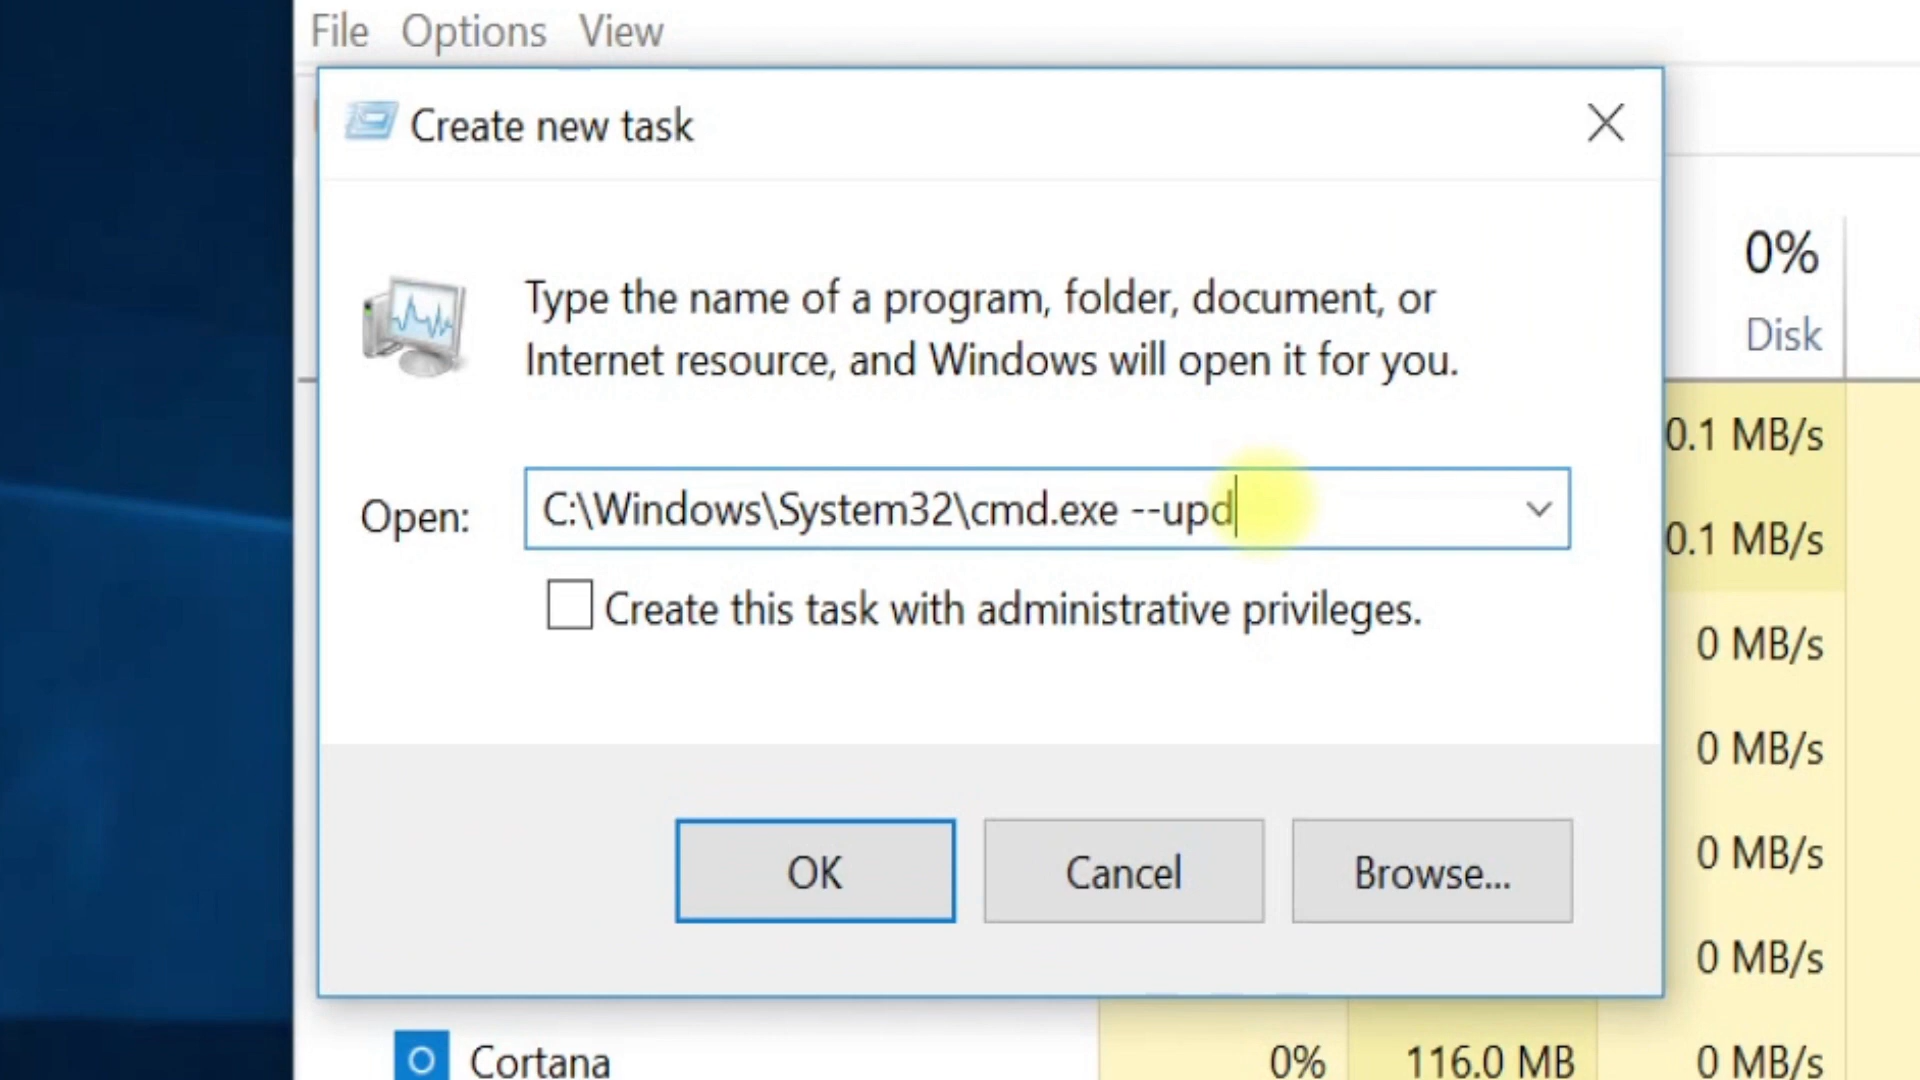 File Options View
Create new task
0%
Disk
Type the name of a program, folder, document, or
Internet resource, and Windows will open it for you.
0.1 MB/s
Open: C:\Windows\System32\cmd.exe --upd
0.1 MB/s
Create this task with administrative privileges.
0 MB/s
0 MB/s
OK Cancel Browse...
0 MB/s
0 MB/s
Cortana 0% 116.0 MB 0 MB/s